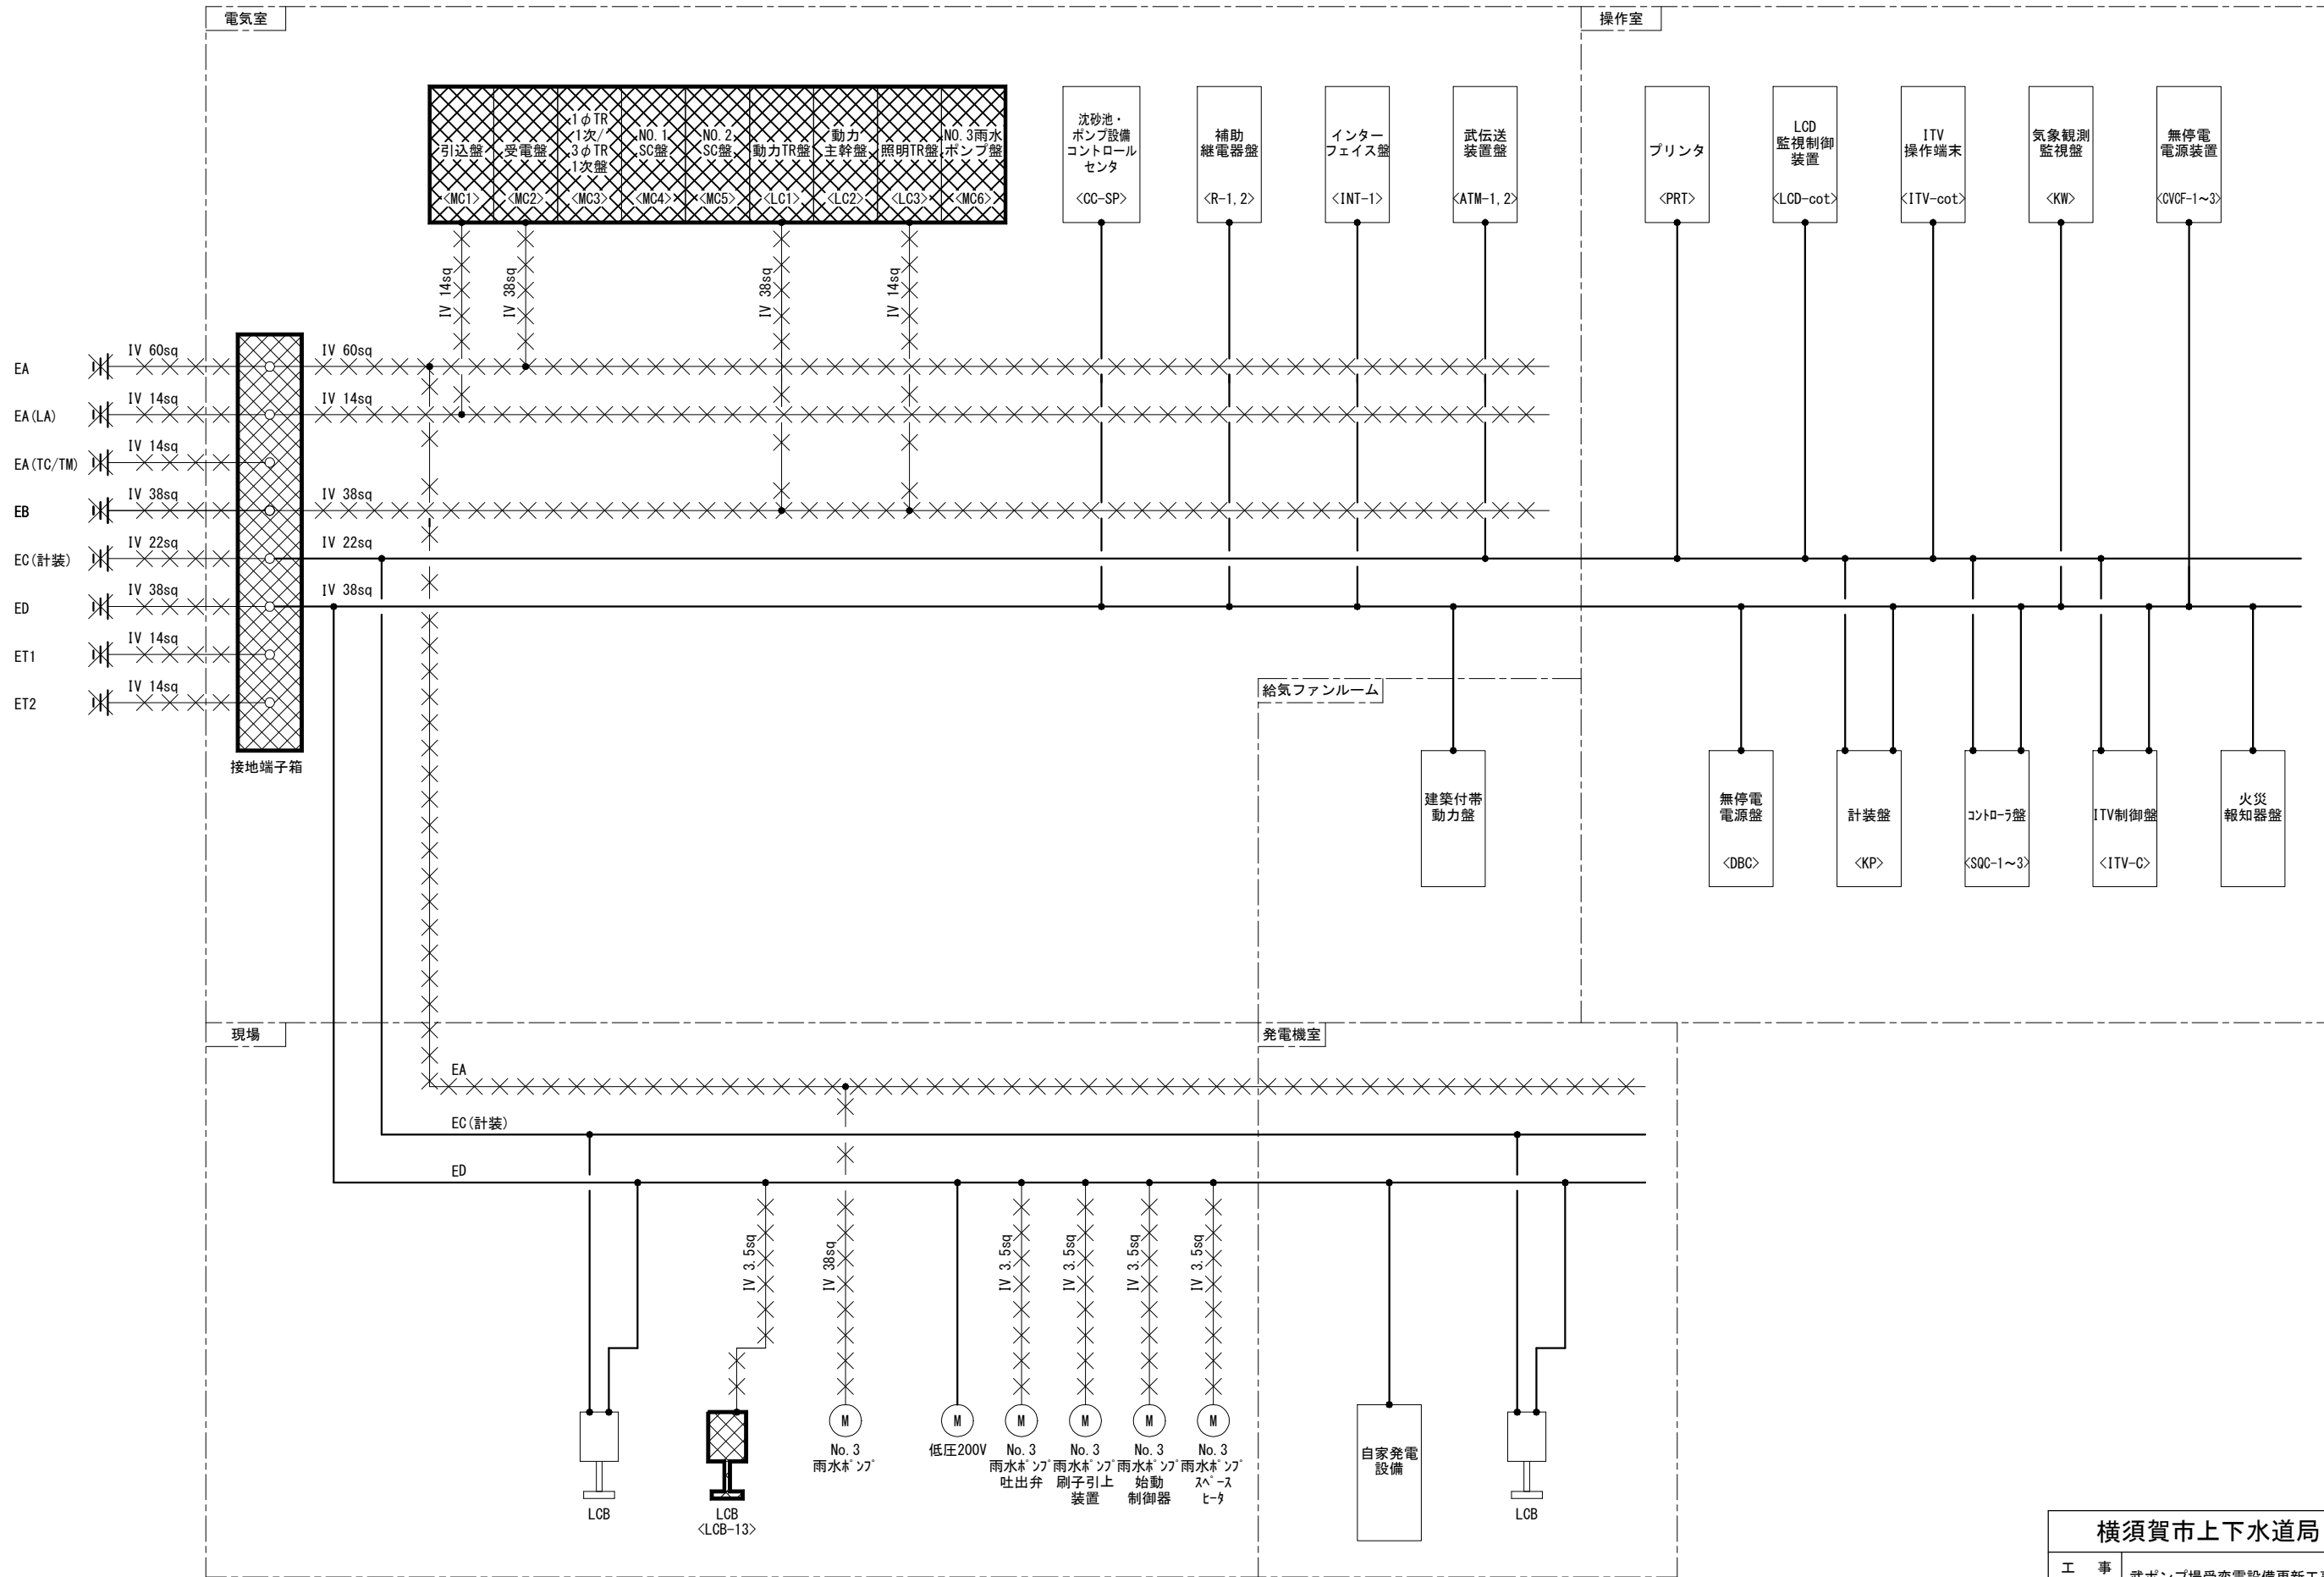 電気室
操作室
引込盤
<MC1>
受電盤
<MC2>
1φTR
1次/
3φTR
1次盤
<MC3>
NO.1
SC盤
<MC4>
NO.2
SC盤
<MC5>
動力TR盤
<LC1>
動力
主幹盤
<LC2>
照明TR盤
<LC3>
NO.3雨水
ポンプ盤
<MC6>
沈砂池・
ポンプ設備
コントロール
センタ
<CC-SP>
補助
継電器盤
<R-1,2>
インター
フェイス盤
<INT-1>
武伝送
装置盤
<ATM-1,2>
プリンタ
<PRT>
LCD
監視制御
装置
<LCD-cot>
ITV
操作端末
<ITV-cot>
気象観測
監視盤
<KW>
無停電
電源装置
<CVCF-1～3>
IV 14sq
IV 38sq
IV 38sq
IV 14sq
EA
IV 60sq
IV 60sq
EA(LA)
IV 14sq
IV 14sq
EA(TC/TM)
IV 14sq
EB
IV 38sq
IV 38sq
EC(計装)
IV 22sq
IV 22sq
ED
IV 38sq
IV 38sq
ET1
IV 14sq
ET2
IV 14sq
接地端子箱
給気ファンルーム
建築付帯
動力盤
無停電
電源盤
<DBC>
計装盤
<KP>
ｺﾝﾄﾛｰﾗ盤
<SQC-1～3>
ITV制御盤
<ITV-C>
火災
報知器盤
現場
発電機室
EA
EC(計装)
ED
IV 3.5sq
IV 38sq
IV 3.5sq
IV 3.5sq
IV 3.5sq
IV 3.5sq
LCB
LCB
<LCB-13>
M
No.3
雨水ﾎﾟﾝﾌﾟ
M
低圧200V
M
No.3
雨水ﾎﾟﾝﾌﾟ
吐出弁
M
No.3
雨水ﾎﾟﾝﾌﾟ
刷子引上
装置
M
No.3
雨水ﾎﾟﾝﾌﾟ
始動
制御器
M
No.3
雨水ﾎﾟﾝﾌﾟ
ｽﾍﾟｰｽ
ﾋｰﾀ
自家発電
設備
LCB
横須賀市上下水道局
工 事
武ポンプ場受変電設備更新工